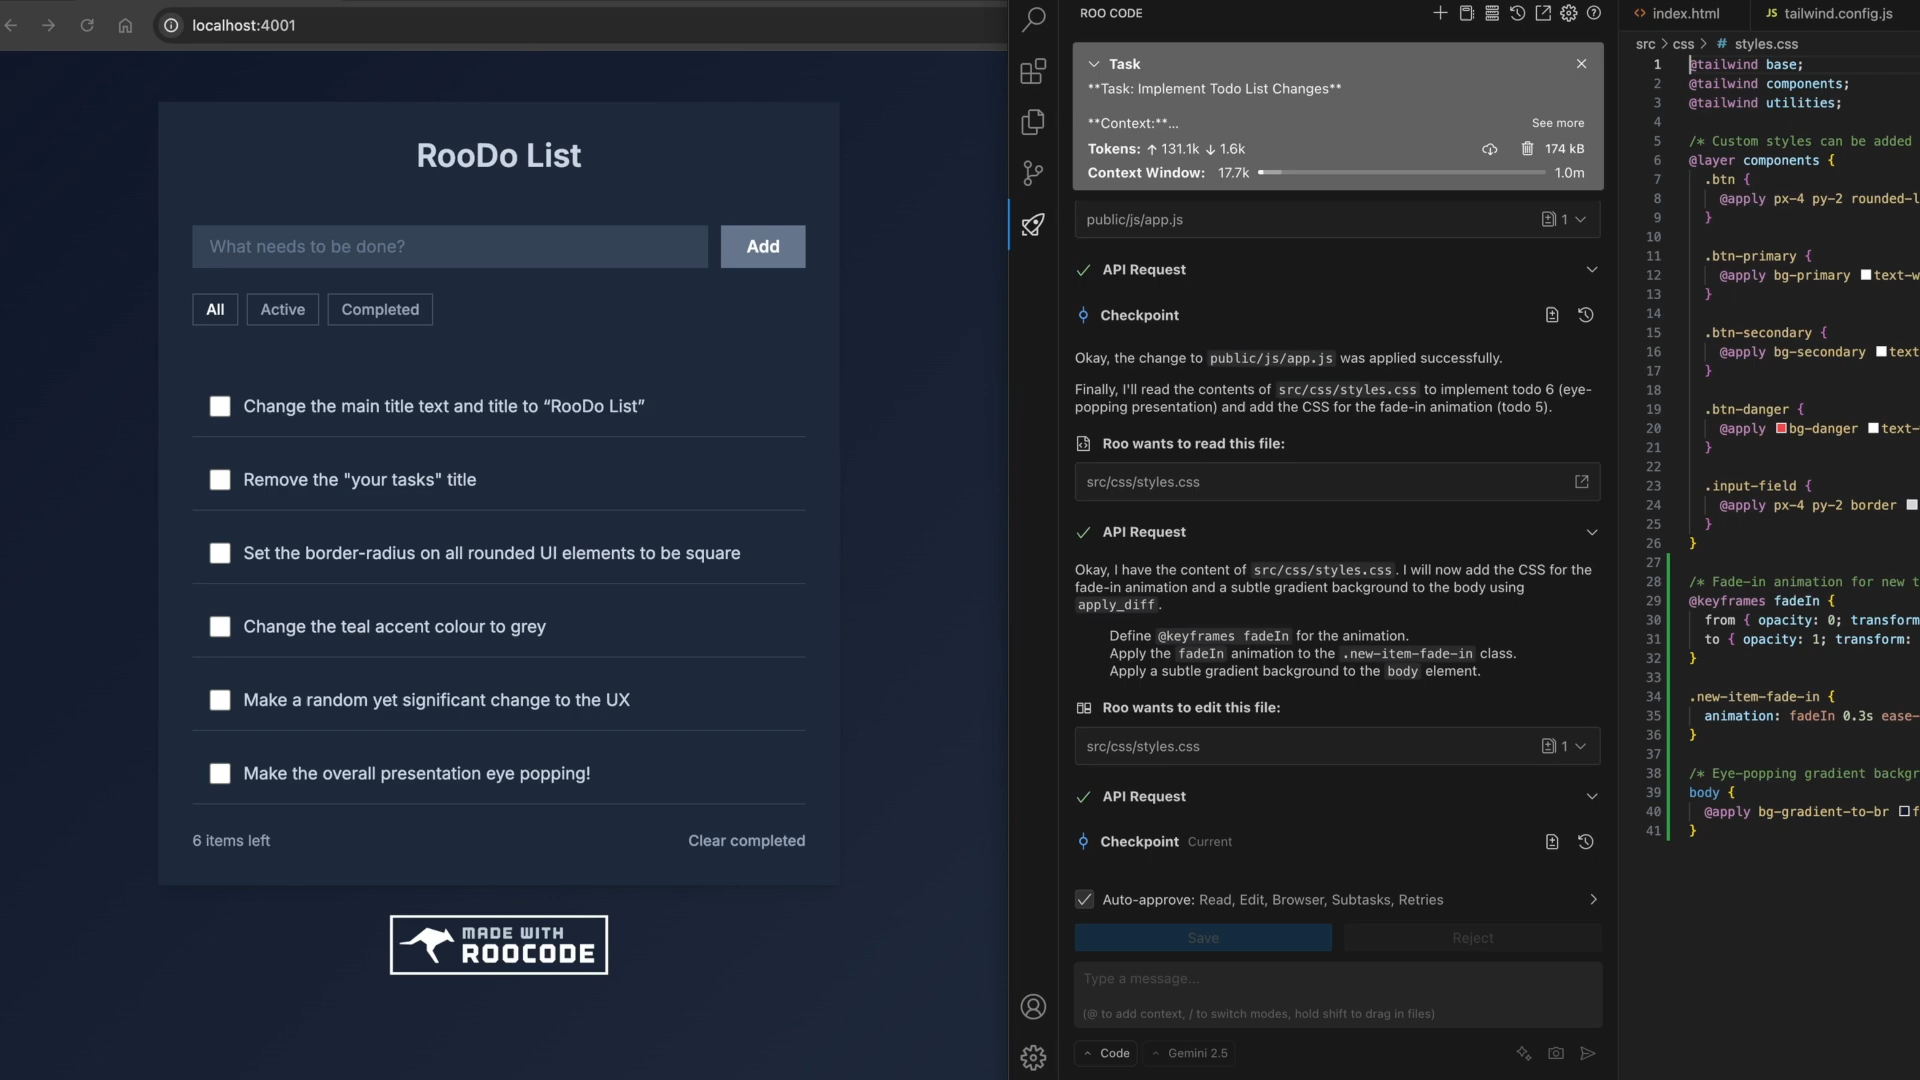 localhost:4001
RooDo List
What needs to be done?
Add
All
Active
Completed
Change the main title text and title to “RooDo List”
Remove the "your tasks" title
Set the border-radius on all rounded UI elements to be square
Change the teal accent colour to grey
Make a random yet significant change to the UX
Make the overall presentation eye popping!
6 items left
Clear completed
MADE WITH
ROOCODE
ROO CODE
Task
**Task: Implement Todo List Changes**
**Context:**...
See more
Tokens: ↑ 131.1k ↓ 1.6k
174 kB
Context Window: 17.7k
1.0m
public/js/app.js
1
API Request
Checkpoint
Okay, the change to public/js/app.js was applied successfully.
Finally, I'll read the contents of src/css/styles.css to implement todo 6 (eye-
popping presentation) and add the CSS for the fade-in animation (todo 5).
Roo wants to read this file:
src/css/styles.css
API Request
Okay, I have the content of src/css/styles.css. I will now add the CSS for the
fade-in animation and a subtle gradient background to the body using
apply_diff.
Define @keyframes fadeIn for the animation.
Apply the fadeIn animation to the .new-item-fade-in class.
Apply a subtle gradient background to the body element.
Roo wants to edit this file:
src/css/styles.css
1
API Request
Checkpoint Current
Auto-approve: Read, Edit, Browser, Subtasks, Retries
Save
Reject
Type a message...
(@ to add context, / to switch modes, hold shift to drag in files)
Code
Gemini 2.5
<> index.html
JS tailwind.config.js
src > css > # styles.css
1 @tailwind base;
2 @tailwind components;
3 @tailwind utilities;
4
5 /* Custom styles can be added
6 @layer components {
7 .btn {
8 @apply px-4 py-2 rounded-l
9 }
10
11 .btn-primary {
12 @apply bg-primary text-w
13 }
14
15 .btn-secondary {
16 @apply bg-secondary text
17 }
18
19 .btn-danger {
20 @apply bg-danger text-
21 }
22
23 .input-field {
24 @apply px-4 py-2 border
25 }
26 }
27
28 /* Fade-in animation for new t
29 @keyframes fadeIn {
30 from { opacity: 0; transform
31 to { opacity: 1; transform:
32 }
33
34 .new-item-fade-in {
35 animation: fadeIn 0.3s ease-
36 }
37
38 /* Eye-popping gradient backgr
39 body {
40 @apply bg-gradient-to-br f
41 }